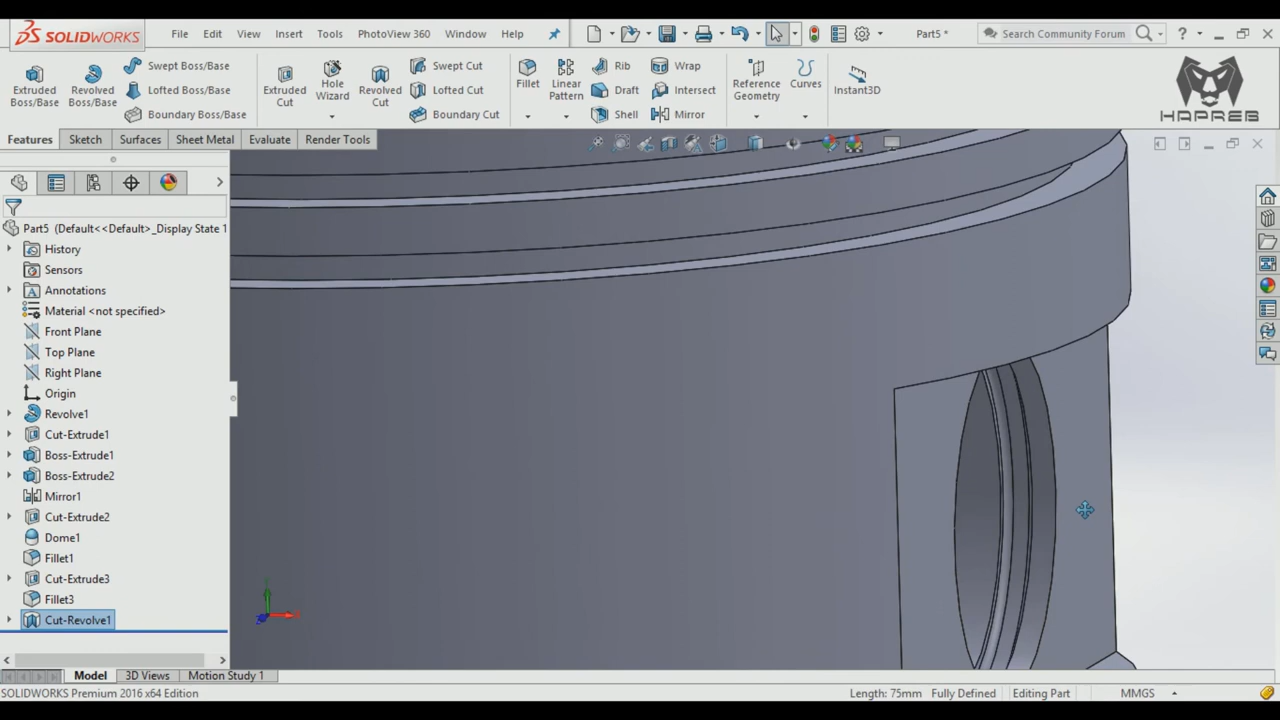 SOLIDWORKS
File
Edit
View
Insert
Tools
PhotoView 360
Window
Help
Part5 *
Search Community Forum
?
Extruded Boss/Base
Revolved Boss/Base
Swept Boss/Base
Lofted Boss/Base
Boundary Boss/Base
Extruded Cut
Hole Wizard
Revolved Cut
Swept Cut
Lofted Cut
Boundary Cut
Fillet
Linear Pattern
Rib
Draft
Shell
Wrap
Intersect
Mirror
Reference Geometry
Curves
Instant3D
HAPREB
Features
Sketch
Surfaces
Sheet Metal
Evaluate
Render Tools
Part5 (Default<<Default>_Display State 1
History
Sensors
Annotations
Material <not specified>
Front Plane
Top Plane
Right Plane
Origin
Revolve1
Cut-Extrude1
Boss-Extrude1
Boss-Extrude2
Mirror1
Cut-Extrude2
Dome1
Fillet1
Cut-Extrude3
Fillet3
Cut-Revolve1
Model
3D Views
Motion Study 1
SOLIDWORKS Premium 2016 x64 Edition
Length: 75mm
Fully Defined
Editing Part
MMGS